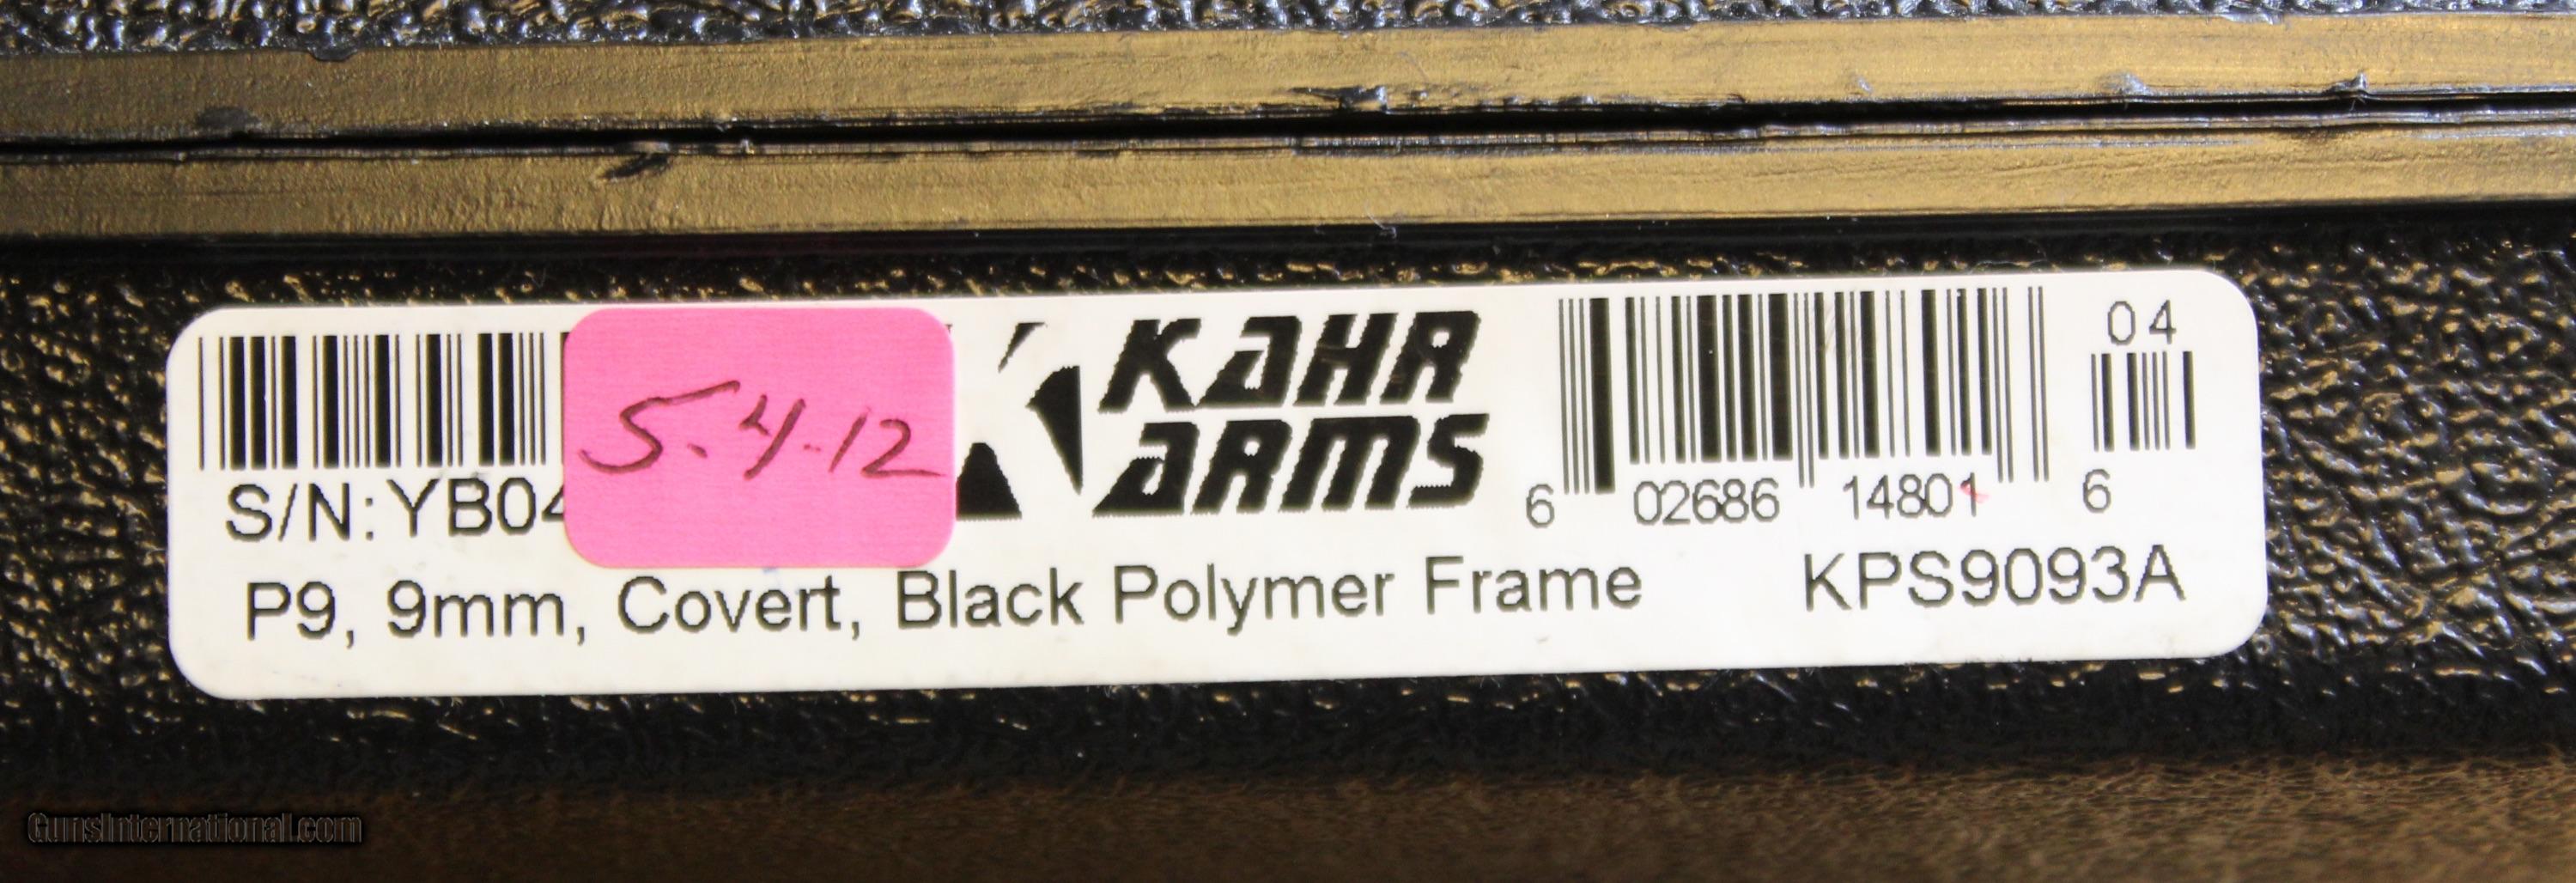 S/N: YB04
5-4-12
KAHR
ARMS
04
6 02686 14801 6
P9, 9mm, Covert, Black Polymer Frame KPS9093A
GunsInternational.com